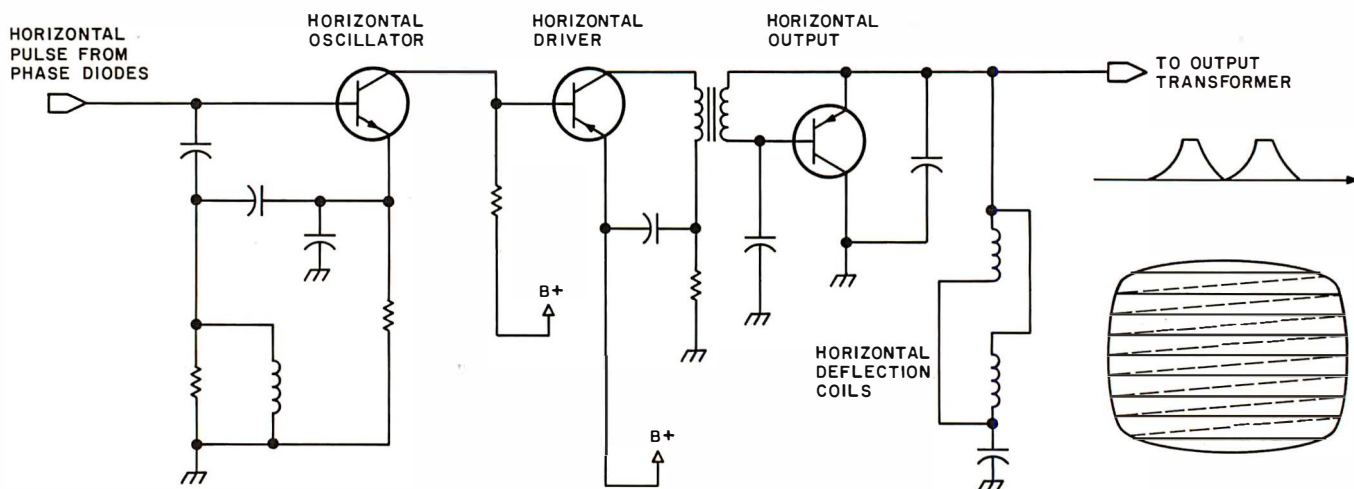 HORIZONTAL
PULSE FROM
PHASE DIODES
HORIZONTAL
OSCILLATOR
HORIZONTAL
DRIVER
HORIZONTAL
OUTPUT
TO OUTPUT
TRANSFORMER
B+
B+
HORIZONTAL
DEFLECTION
COILS